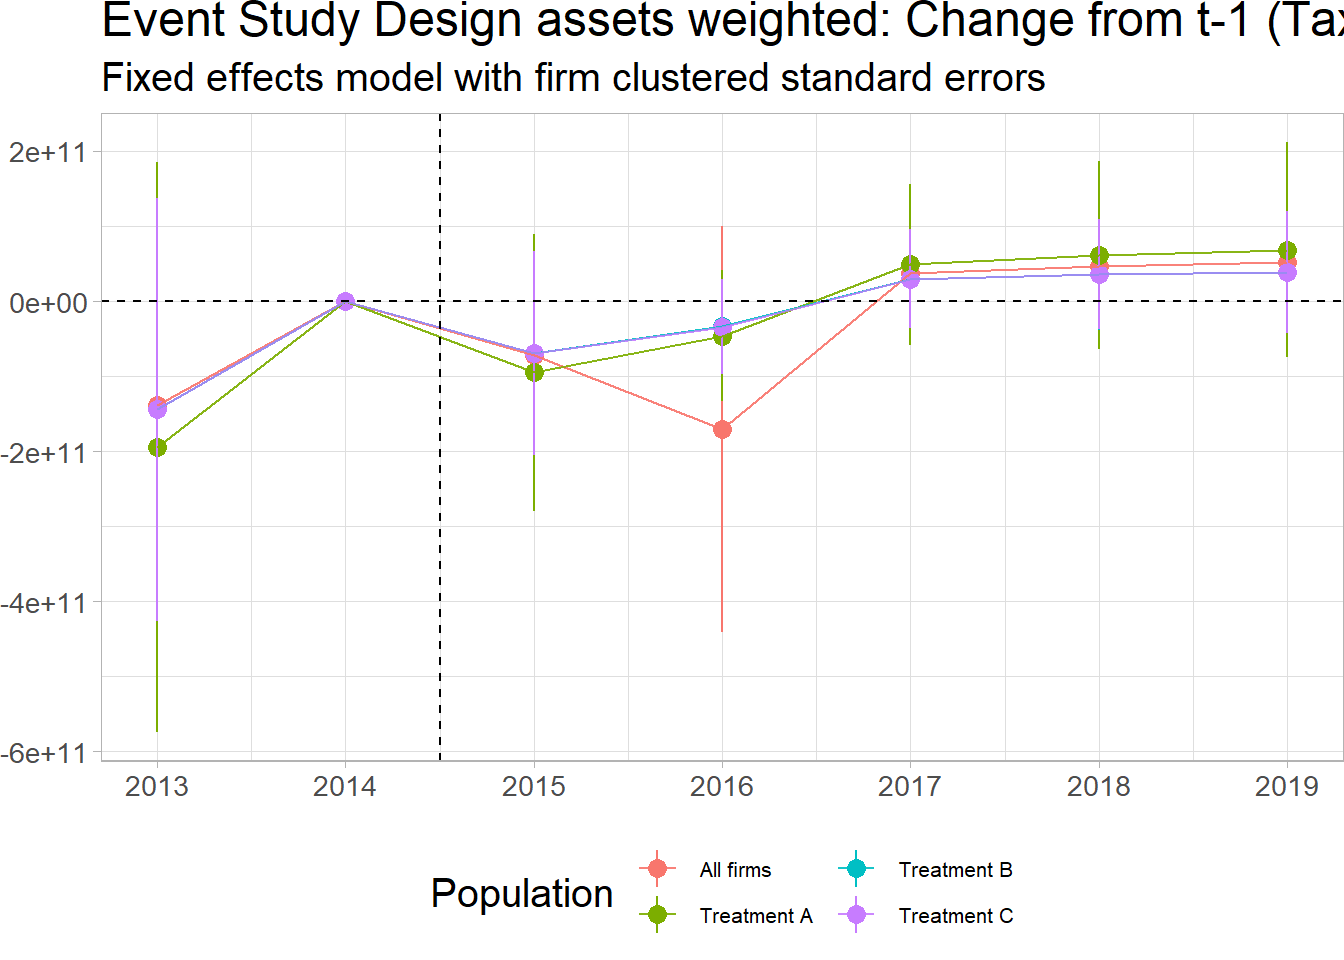 Event Study Design assets weighted: Change from t-1 (Tax
Fixed effects model with firm clustered standard errors
2e+11
0e+00
-2e+11
-4e+11
-6e+11
2013 2014 2015 2016 2017 2018 2019
Population
All firms
Treatment B
Treatment A
Treatment C